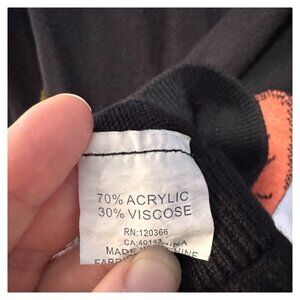 70% ACRYLIC
30% VISCOSE
RN:120366
CA:40143
MADE